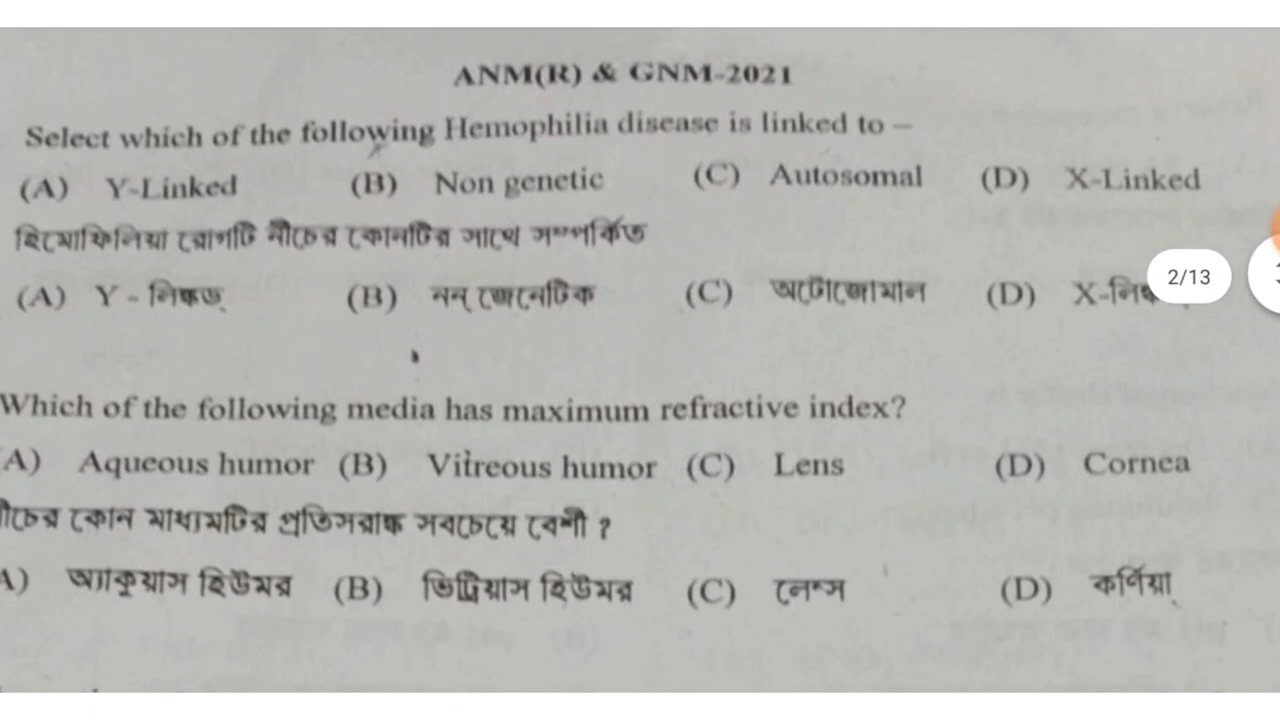 ANM(R) & GNM-2021
Select which of the following Hemophilia disease is linked to –
(A) Y-Linked (B) Non genetic (C) Autosomal (D) X-Linked
হিমোফিলিয়া রোগটি নীচের কোনটির সাথে সম্পর্কিত
(A) Y - লিঙ্কড্ (B) নন্ জেনেটিক (C) অটোজোমাল (D) X-লিঙ্ক
2/13
Which of the following media has maximum refractive index?
A) Aqueous humor (B) Vitreous humor (C) Lens (D) Cornea
নীচের কোন মাধ্যমটির প্রতিসরাঙ্ক সবচেয়ে বেশী ?
A) অ্যাকুয়াস হিউমর (B) ভিট্রিয়াস হিউমর (C) লেন্স (D) কর্ণিয়া